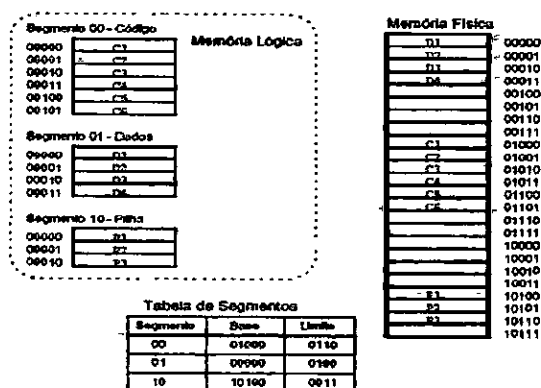 Segmento 00 - Código
Memória Lógica
00000 C1
00001 C2
00010 C3
00011 C4
00100 C5
00101 C6
Segmento 01 - Dados
00000 D1
00001 D2
00010 D3
00011 D4
Segmento 10 - Pilha
00000 P1
00001 P2
00010 P3
Memória Física
D1 00000
D2 00001
D3 00010
D4 00011
00100
00101
00110
00111
C1 01000
C2 01001
C3 01010
C4 01011
C5 01100
C6 01101
01110
01111
10000
10001
10010
10011
P1 10100
P2 10101
P3 10110
10111
Tabela de Segmentos
Segmento Base Limite
00 01000 0110
01 00000 0100
10 10100 0011